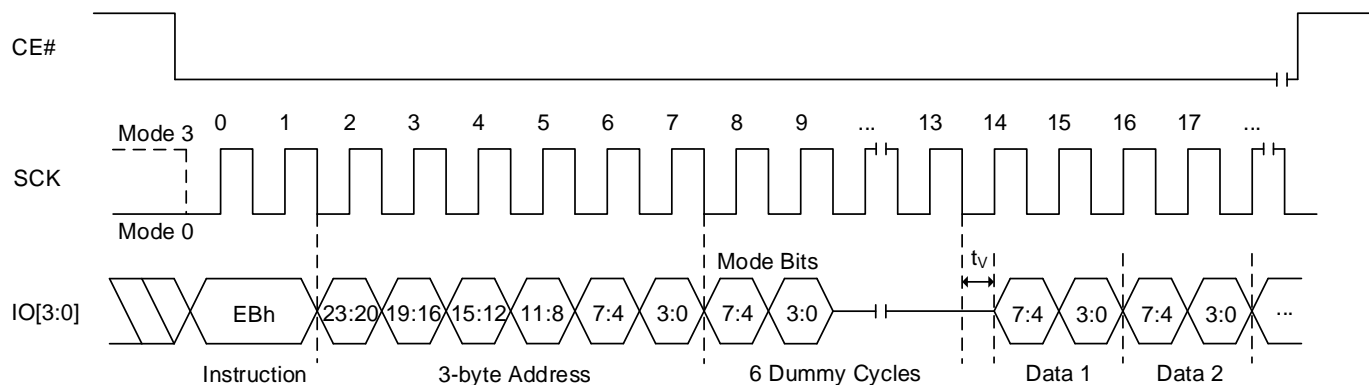 CE#
0 1 2 3 4 5 6 7 8 9 ... 13 14 15 16 17 ...
Mode 3
SCK
Mode 0
Mode Bits
tV
IO[3:0] EBh 23:20 19:16 15:12 11:8 7:4 3:0 7:4 3:0 7:4 3:0 7:4 3:0 ...
Instruction 3-byte Address 6 Dummy Cycles Data 1 Data 2